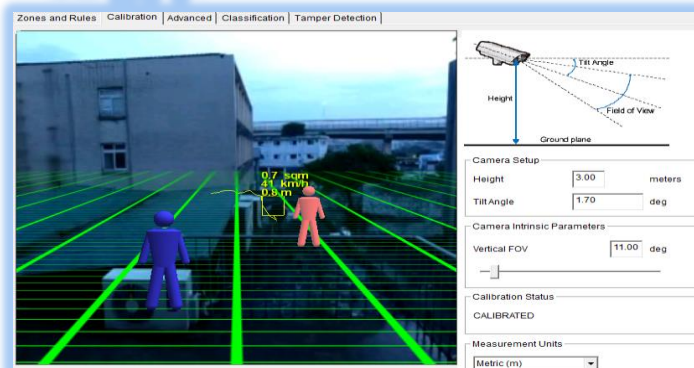 Zones and Rules Calibration Advanced Classification Tamper Detection
0.7 sqm
41 km/h
0.8 m
Tilt Angle
Height
Field of View
Ground plane
Camera Setup
Height 3.00 meters
Tilt Angle 1.70 deg
Camera Intrinsic Parameters
Vertical FOV 11.00 deg
Calibration Status
CALIBRATED
Measurement Units
Metric (m)